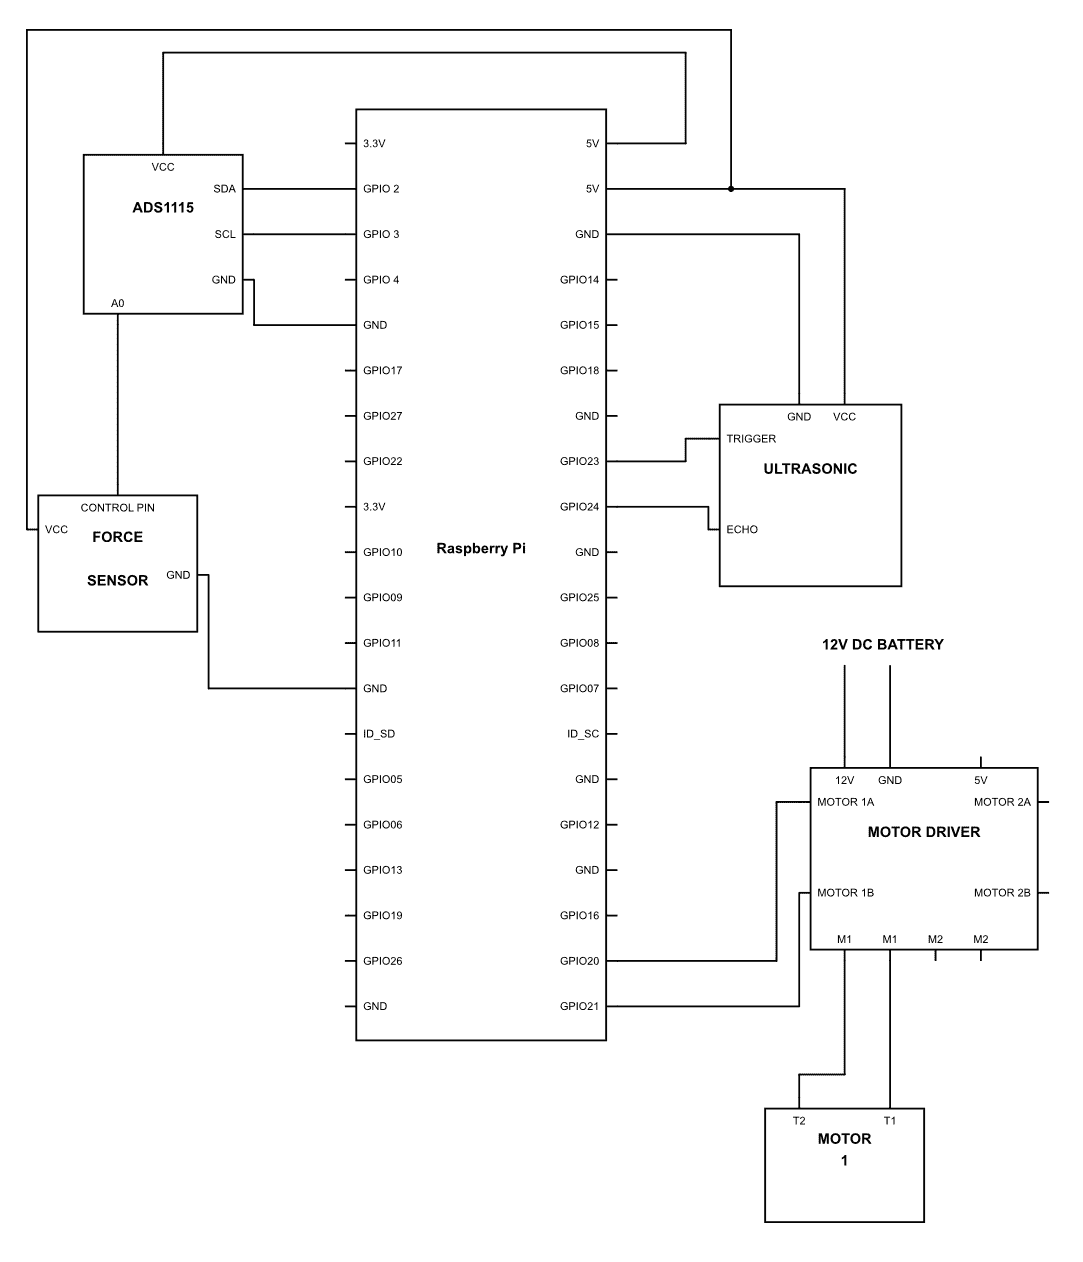 3.3V
5V
VCC
SDA
GPIO 2
5V
ADS1115
SCL
GPIO 3
GND
GND
GPIO 4
GPIO14
A0
GND
GPIO15
GPIO17
GPIO18
GPIO27
GND
GND
VCC
TRIGGER
GPIO22
GPIO23
ULTRASONIC
CONTROL PIN
3.3V
GPIO24
VCC
ECHO
FORCE
SENSOR
GND
Raspberry Pi
GPIO10
GND
GPIO09
GPIO25
GPIO11
GPIO08
12V DC BATTERY
GND
GPIO07
ID_SD
ID_SC
GPIO05
GND
12V
GND
5V
MOTOR 1A
MOTOR 2A
GPIO06
GPIO12
MOTOR DRIVER
GPIO13
GND
MOTOR 1B
MOTOR 2B
GPIO19
GPIO16
M1
M1
M2
M2
GPIO26
GPIO20
GND
GPIO21
T2
T1
MOTOR
1